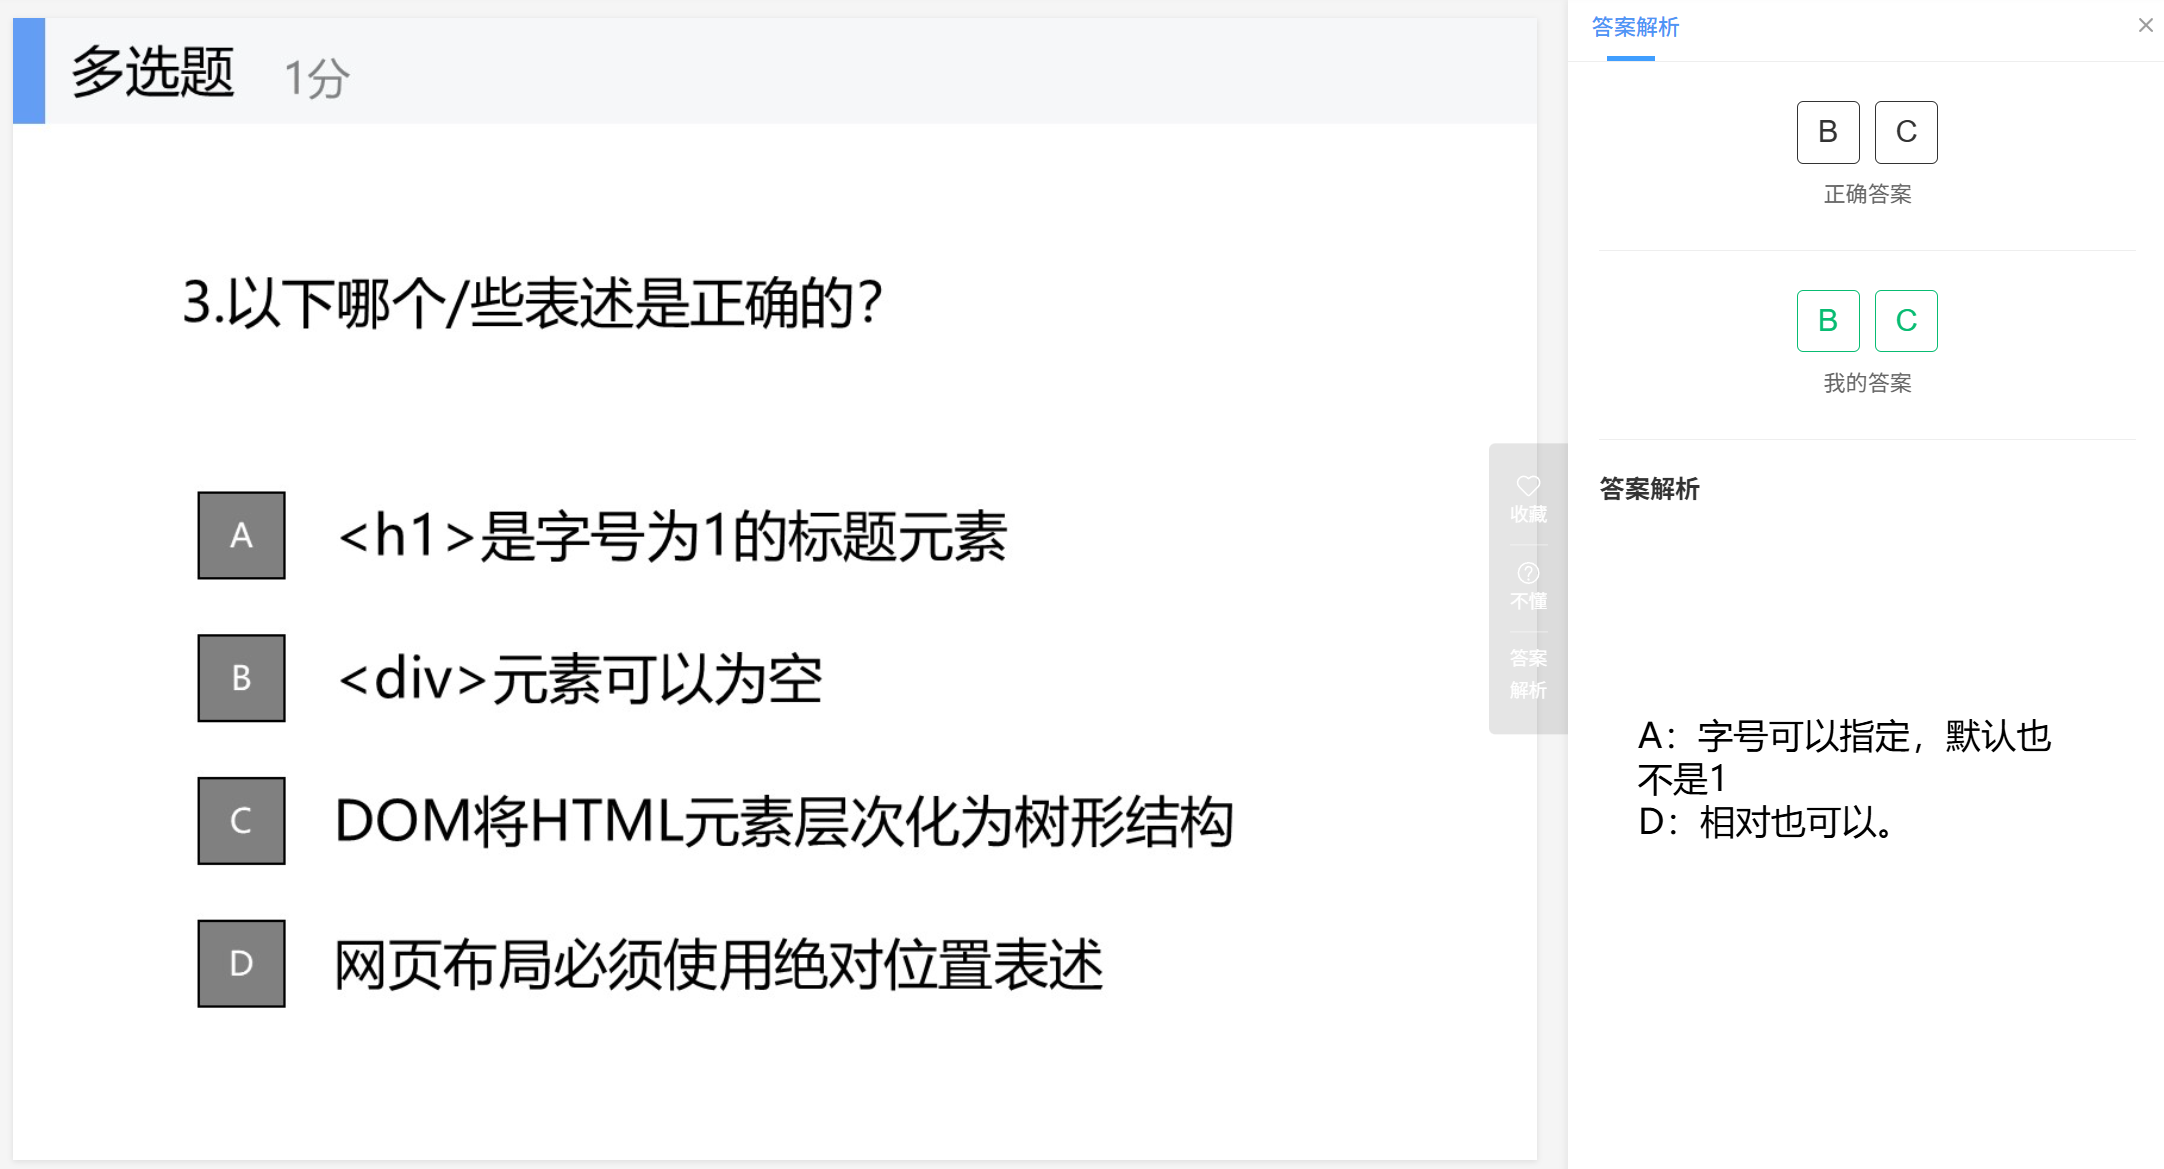 多选题 1分
3.以下哪个/些表述是正确的?
A <h1>是字号为1的标题元素
B <div>元素可以为空
C DOM将HTML元素层次化为树形结构
D 网页布局必须使用绝对位置表述
收藏
不懂
答案
解析
答案解析
B C
正确答案
B C
我的答案
答案解析
A：字号可以指定，默认也
不是1
D：相对也可以。